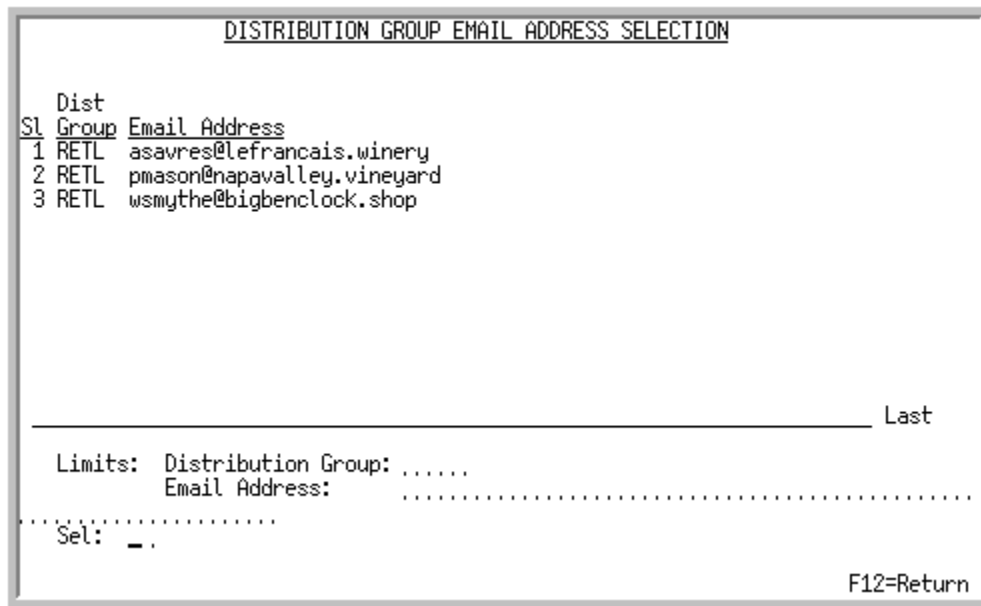 DISTRIBUTION GROUP EMAIL ADDRESS SELECTION
Dist
Sl Group Email Address
1 RETL asavres@lefrancais.winery
2 RETL pmason@napavalley.vineyard
3 RETL wsmythe@bigbenclock.shop
Last
Limits: Distribution Group: ......
Email Address: ................................................
......................
Sel: _.
F12=Return